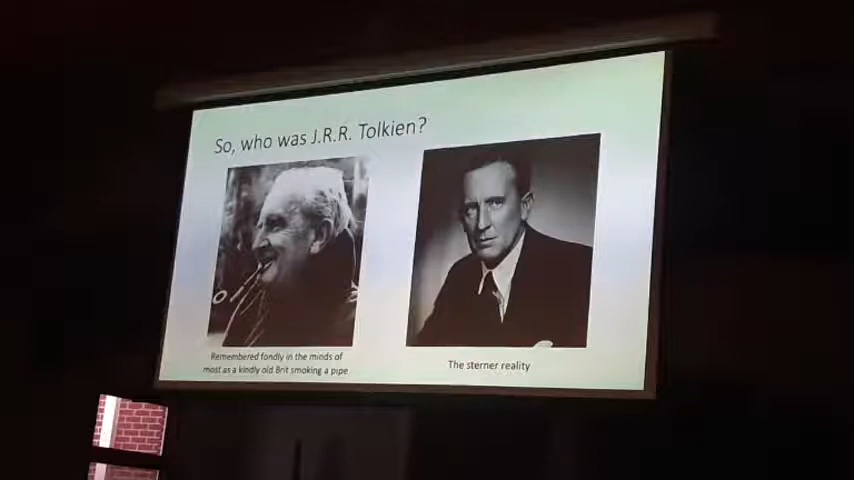 So, who was J.R.R. Tolkien?
Remembered fondly in the minds of
most as a kindly old Brit smoking a pipe
The sterner reality